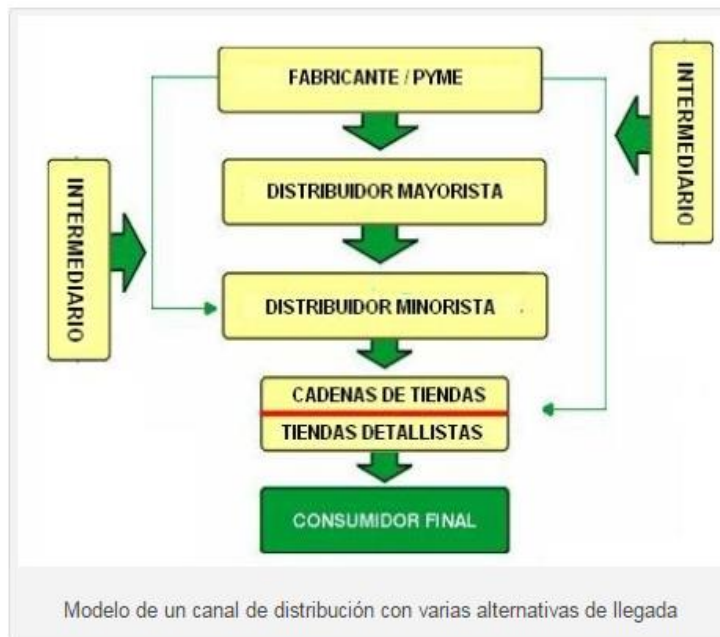 FABRICANTE / PYME
INTERMEDIARIO
DISTRIBUIDOR MAYORISTA
INTERMEDIARIO
DISTRIBUIDOR MINORISTA
CADENAS DE TIENDAS
TIENDAS DETALLISTAS
CONSUMIDOR FINAL
Modelo de un canal de distribución con varias alternativas de llegada